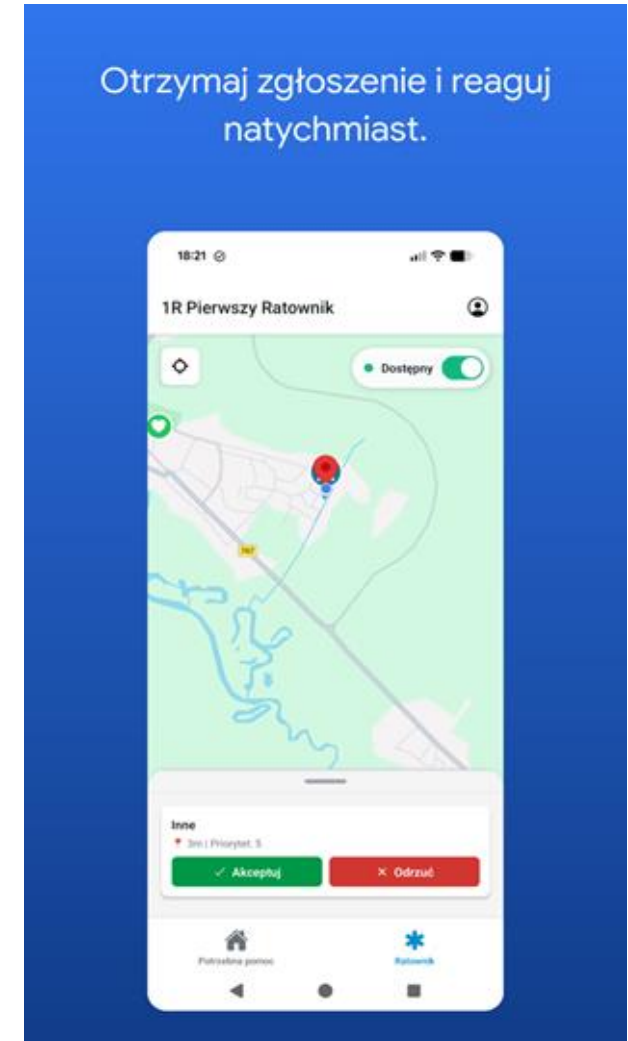 Otrzymaj zgłoszenie i reaguj
natychmiast.
18:21
1R Pierwszy Ratownik
Dostępny
767
Inne
3m | Priorytet: 5
Akceptuj
Odrzuć
Potrzebna pomoc
Ratownik